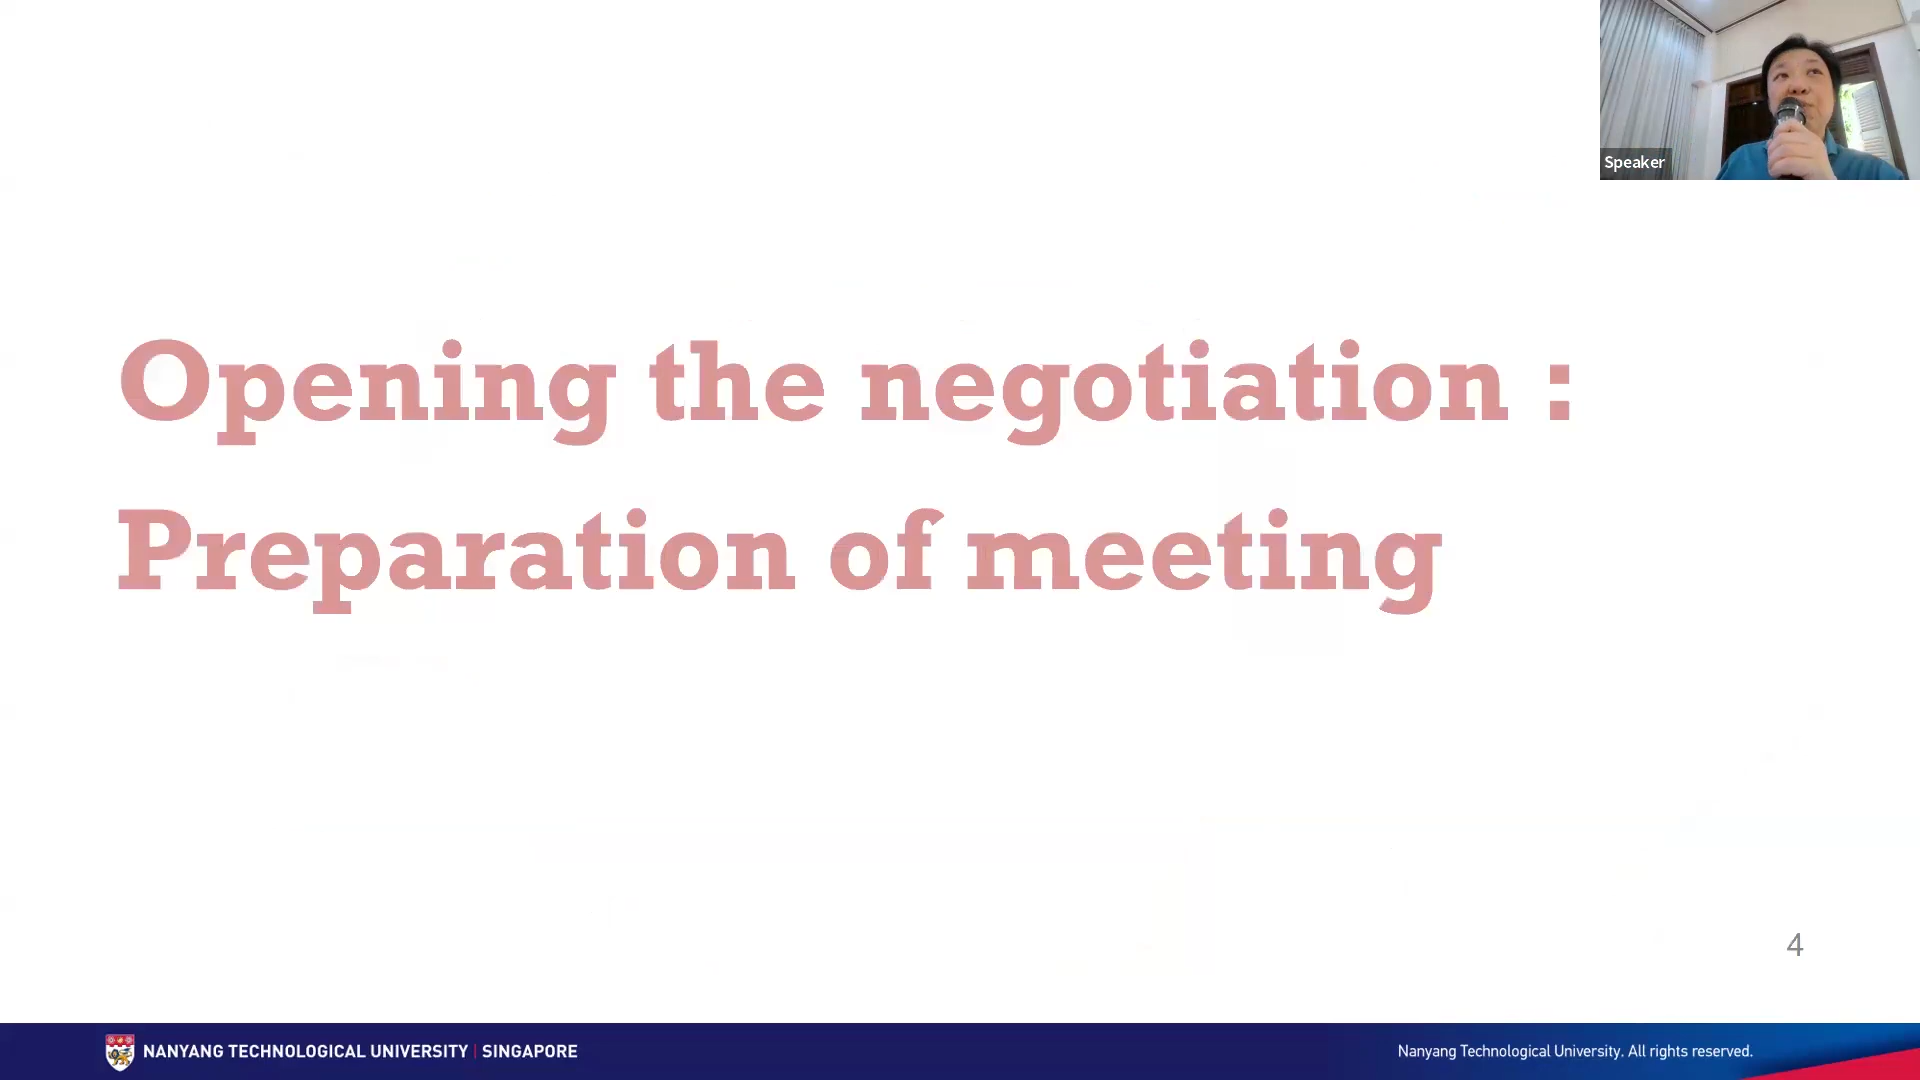 Speaker
Opening the negotiation :
Preparation of meeting
4
NANYANG TECHNOLOGICAL UNIVERSITY | SINGAPORE
Nanyang Technological University. All rights reserved.